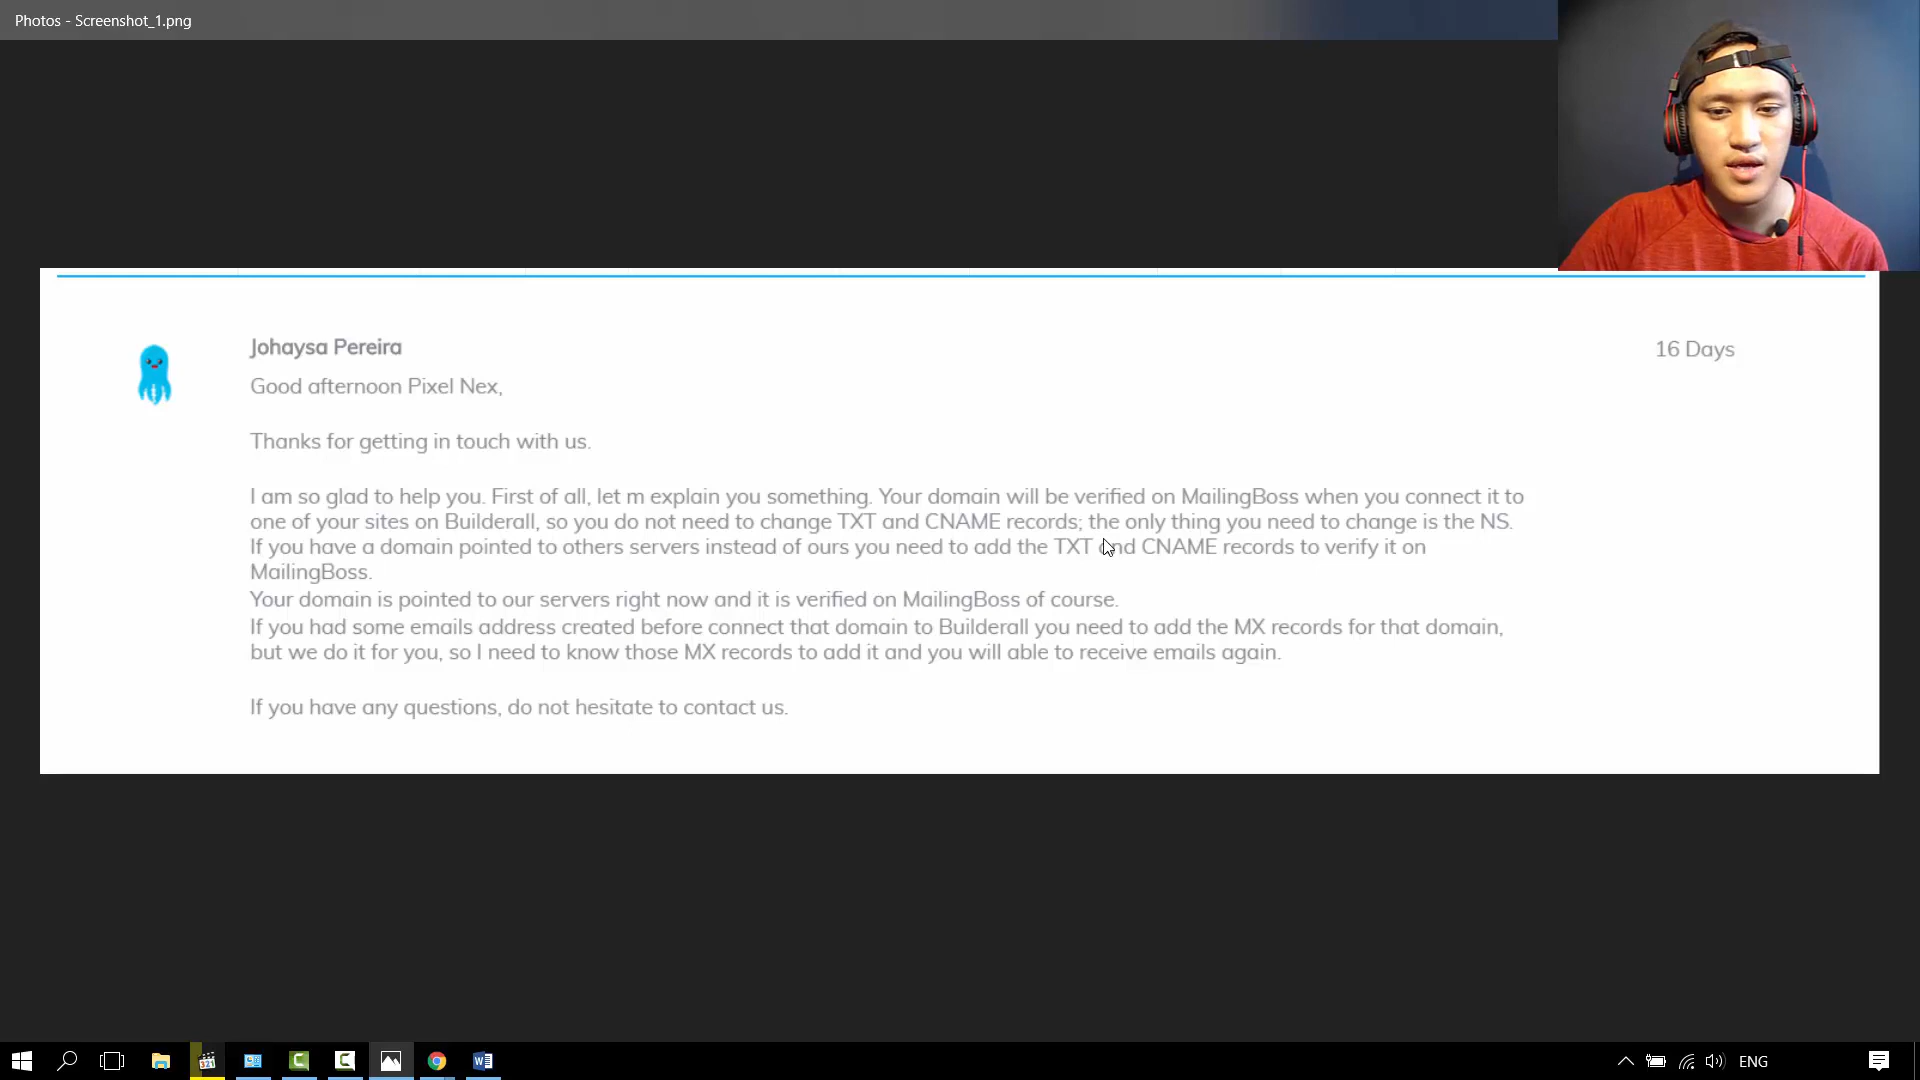 Photos - Screenshot_1.png
Johaysa Pereira
16 Days
Good afternoon Pixel Nex,
Thanks for getting in touch with us.
I am so glad to help you. First of all, let m explain you something. Your domain will be verified on MailingBoss when you connect it to
one of your sites on Builderall, so you do not need to change TXT and CNAME records; the only thing you need to change is the NS.
If you have a domain pointed to others servers instead of ours you need to add the TXT and CNAME records to verify it on
MailingBoss.
Your domain is pointed to our servers right now and it is verified on MailingBoss of course.
If you had some emails address created before connect that domain to Builderall you need to add the MX records for that domain,
but we do it for you, so I need to know those MX records to add it and you will able to receive emails again.
If you have any questions, do not hesitate to contact us.
321
ENG